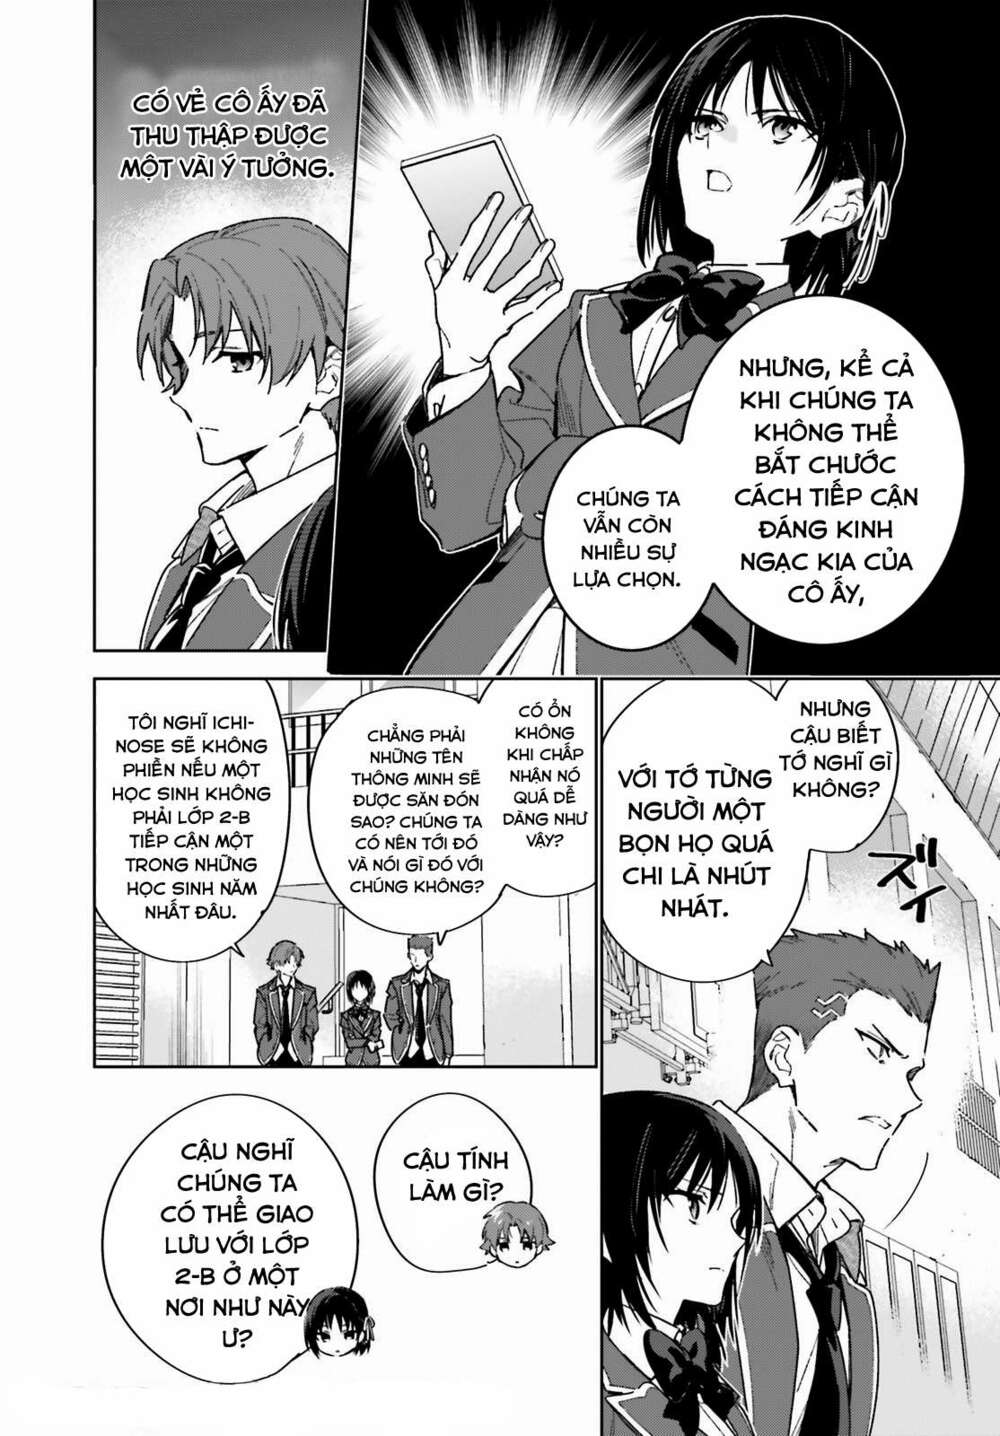 NHƯNG, KỂ CẢ
KHI CHÚNG TA
KHÔNG THỂ
BẮT CHƯỚC
CÁCH TIẾP CẬN
ĐÁNG KINH
NGẠC KIA CỦA
CÔ ẤY,
CHÚNG TA
VẪN CÒN
NHIỀU SỰ
LỰA CHỌN.
CÓ VẺ CÔ ẤY ĐÃ
THU THẬP ĐƯỢC
MỘT VÀI Ý TƯỞNG.
NHƯNG
CẬU BIẾT
TỚ NGHĨ GÌ
KHÔNG?
VỚI TỚ TỪNG
NGƯỜI MỘT
BỌN HỌ QUÁ
CHI LÀ NHÚT
NHÁT.
ズイ
CÓ ỔN
KHÔNG
KHI CHẤP
NHẬN NÓ
QUÁ DỄ
DÀNG NHƯ
VẬY?
CHẲNG PHẢI
NHỮNG TÊN
THÔNG MINH SẼ
ĐƯỢC SĂN ĐÓN
SAO? CHÚNG TA
CÓ NÊN TỚI ĐÓ
VÀ NÓI GÌ ĐÓ VỚI
CHÚNG KHÔNG?
TÔI NGHĨ ICHI-
NOSE SẼ KHÔNG
PHIỀN NẾU MỘT
HỌC SINH KHÔNG
PHẢI LỚP 2-B
TIẾP CẬN MỘT
TRONG NHỮNG
HỌC SINH NĂM
NHẤT ĐÂU.
CẬU TÍNH
LÀM GÌ?
CẬU NGHĨ
CHÚNG TA
CÓ THỂ GIAO
LƯU VỚI LỚP
2-B Ở MỘT
NƠI NHƯ NÀY
Ư?